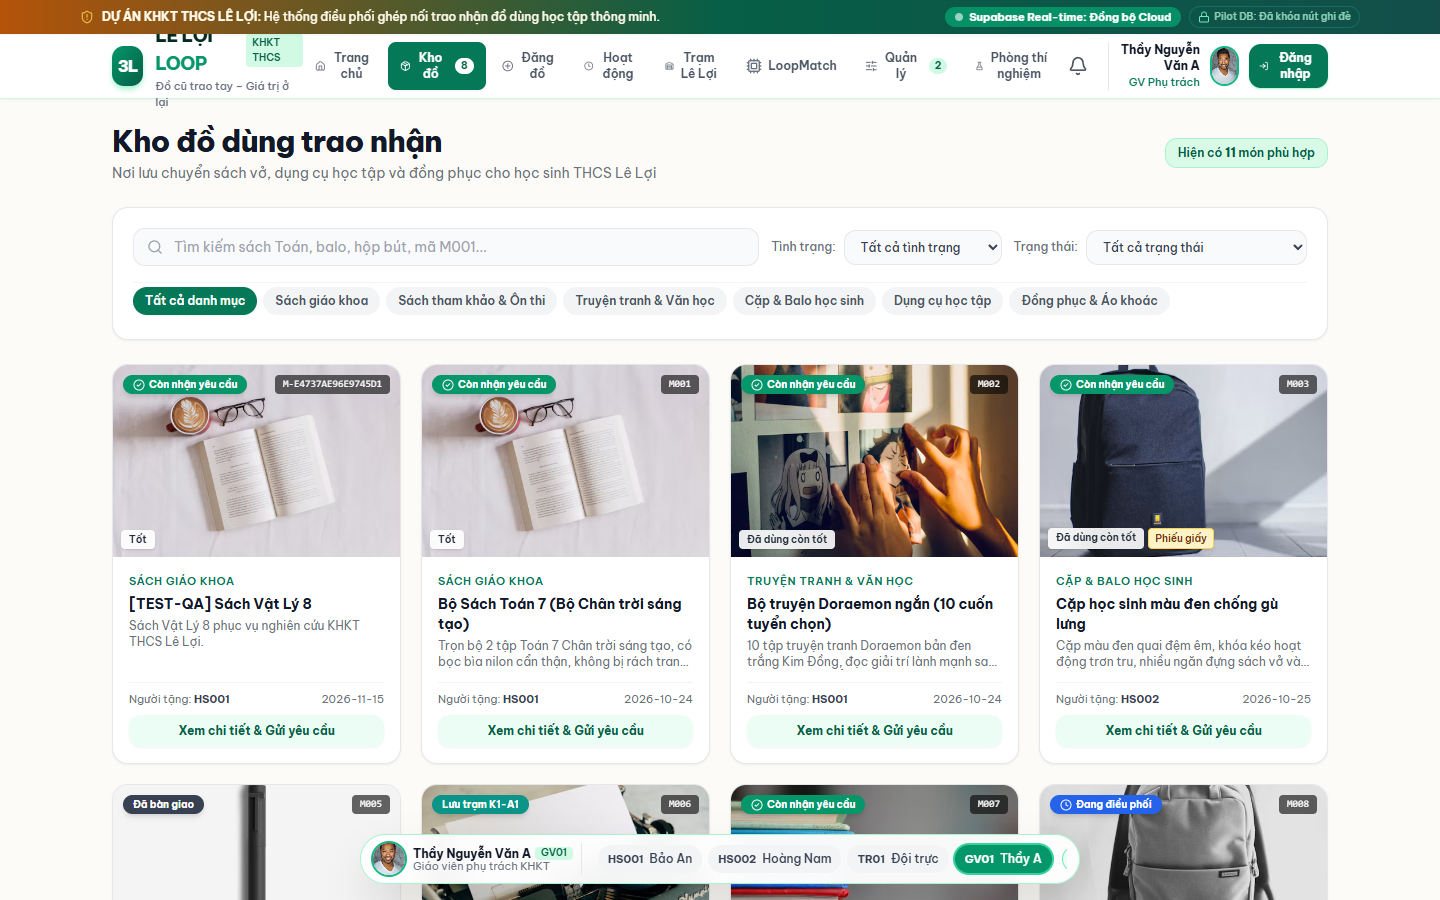 DỰ ÁN KHKT THCS LÊ LỢI: Hệ thống điều phối ghép nối trao nhận đồ dùng học tập thông minh.
Supabase Real-time: Đồng bộ Cloud
Pilot DB: Đã khóa nút ghi đè
3L
LÊ LỢI LOOP
KHKT THCS
Đồ cũ trao tay – Giá trị ở lại
Trang chủ
Kho đồ 8
Đăng đồ
Hoạt động
Trạm Lê Lợi
LoopMatch
Quản lý 2
Phòng thí nghiệm
Thầy Nguyễn Văn A
GV Phụ trách
Đăng nhập
Kho đồ dùng trao nhận
Nơi lưu chuyển sách vở, dụng cụ học tập và đồng phục cho học sinh THCS Lê Lợi
Hiện có 11 món phù hợp
Tìm kiếm sách Toán, balo, hộp bút, mã M001...
Tình trạng: Tất cả tình trạng
Trạng thái: Tất cả trạng thái
Tất cả danh mục
Sách giáo khoa
Sách tham khảo & Ôn thi
Truyện tranh & Văn học
Cặp & Balo học sinh
Dụng cụ học tập
Đồng phục & Áo khoác
Còn nhận yêu cầu
M-E4737AE96E9745D1
Tốt
SÁCH GIÁO KHOA
[TEST-QA] Sách Vật Lý 8
Sách Vật Lý 8 phục vụ nghiên cứu KHKT
THCS Lê Lợi.
Người tặng: HS001
2026-11-15
Xem chi tiết & Gửi yêu cầu
Còn nhận yêu cầu
M001
Tốt
SÁCH GIÁO KHOA
Bộ Sách Toán 7 (Bộ Chân trời sáng
tạo)
Trọn bộ 2 tập Toán 7 Chân trời sáng tạo, có
bọc bìa nilon cẩn thận, không bị rách tran...
Người tặng: HS001
2026-10-24
Xem chi tiết & Gửi yêu cầu
Còn nhận yêu cầu
M002
Đã dùng còn tốt
TRUYỆN TRANH & VĂN HỌC
Bộ truyện Doraemon ngắn (10 cuốn
tuyển chọn)
10 tập truyện tranh Doraemon bản đen
trắng Kim Đồng, đọc giải trí lành mạnh sa...
Người tặng: HS001
2026-10-24
Xem chi tiết & Gửi yêu cầu
Còn nhận yêu cầu
M003
Đã dùng còn tốt
Phiếu giấy
CẶP & BALO HỌC SINH
Cặp học sinh màu đen chống gù
lưng
Cặp màu đen quai đệm êm, khóa kéo hoạt
động trơn tru, nhiều ngăn đựng sách vở và...
Người tặng: HS002
2026-10-25
Xem chi tiết & Gửi yêu cầu
Đã bàn giao
M005
Lưu trạm K1-A1
M006
Còn nhận yêu cầu
M007
Đang điều phối
M008
Thầy Nguyễn Văn A GV01
Giáo viên phụ trách KHKT
HS001 Bảo An
HS002 Hoàng Nam
TR01 Đội trực
GV01 Thầy A